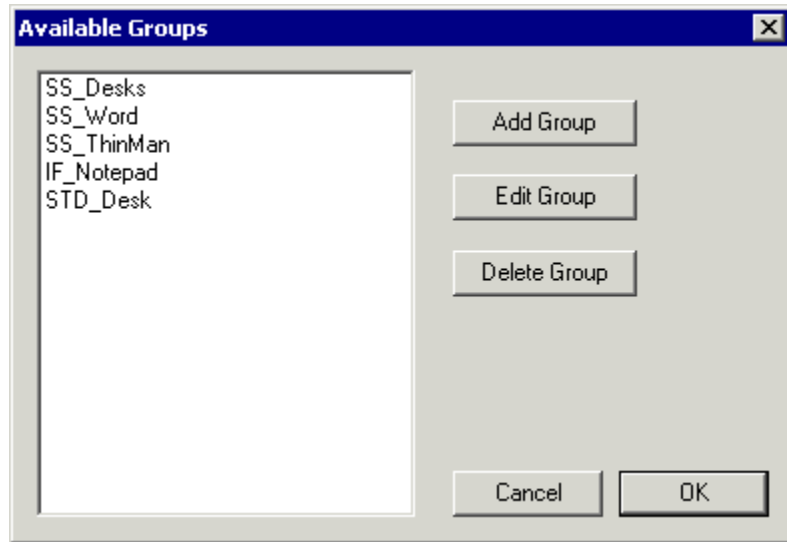 Available Groups
SS_Desks
SS_Word
SS_ThinMan
IF_Notepad
STD_Desk
Add Group
Edit Group
Delete Group
Cancel
OK